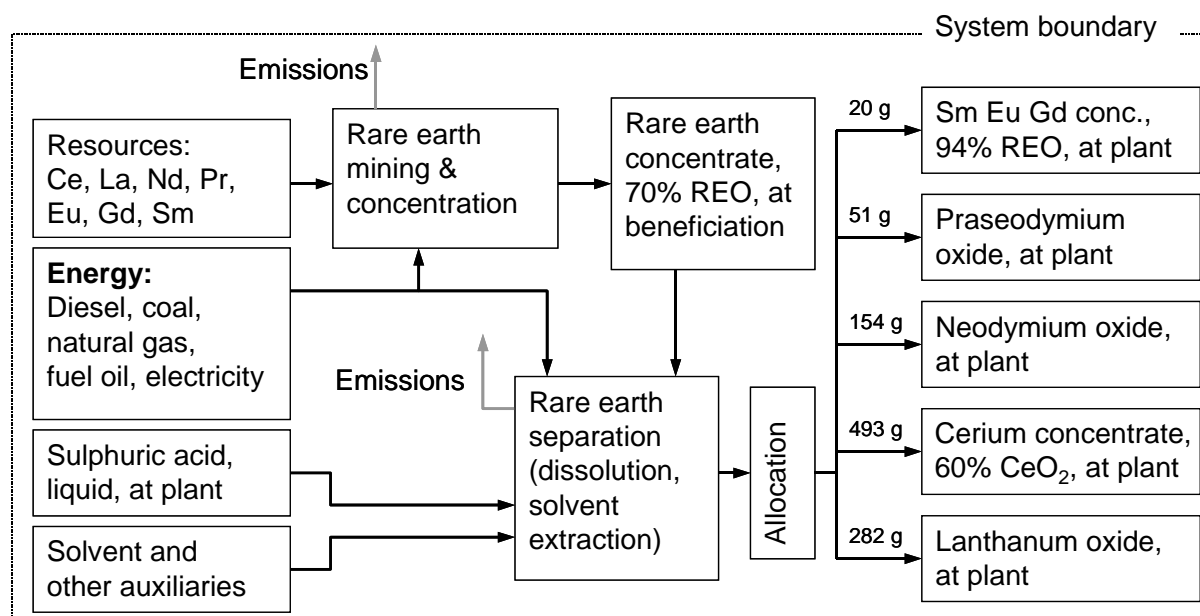 System boundary
Emissions
Resources:
Ce, La, Nd, Pr,
Eu, Gd, Sm
Rare earth
mining &
concentration
Rare earth
concentrate,
70% REO, at
beneficiation
20 g
Sm Eu Gd conc.,
94% REO, at plant
51 g
Praseodymium
oxide, at plant
Energy:
Diesel, coal,
natural gas,
fuel oil, electricity
154 g
Neodymium oxide,
at plant
Emissions
Rare earth
separation
(dissolution,
solvent
extraction)
Allocation
493 g
Cerium concentrate,
60% CeO₂, at plant
Sulphuric acid,
liquid, at plant
Solvent and
other auxiliaries
282 g
Lanthanum oxide,
at plant